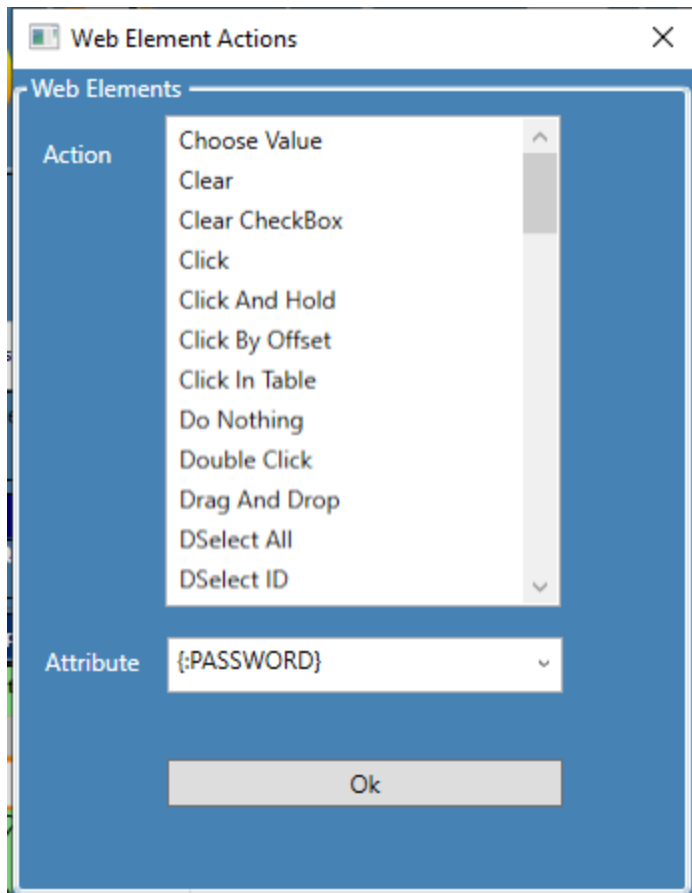 Web Element Actions
Web Elements
Action
Choose Value
Clear
Clear CheckBox
Click
Click And Hold
Click By Offset
Click In Table
Do Nothing
Double Click
Drag And Drop
DSelect All
DSelect ID
Attribute
{:PASSWORD}
Ok